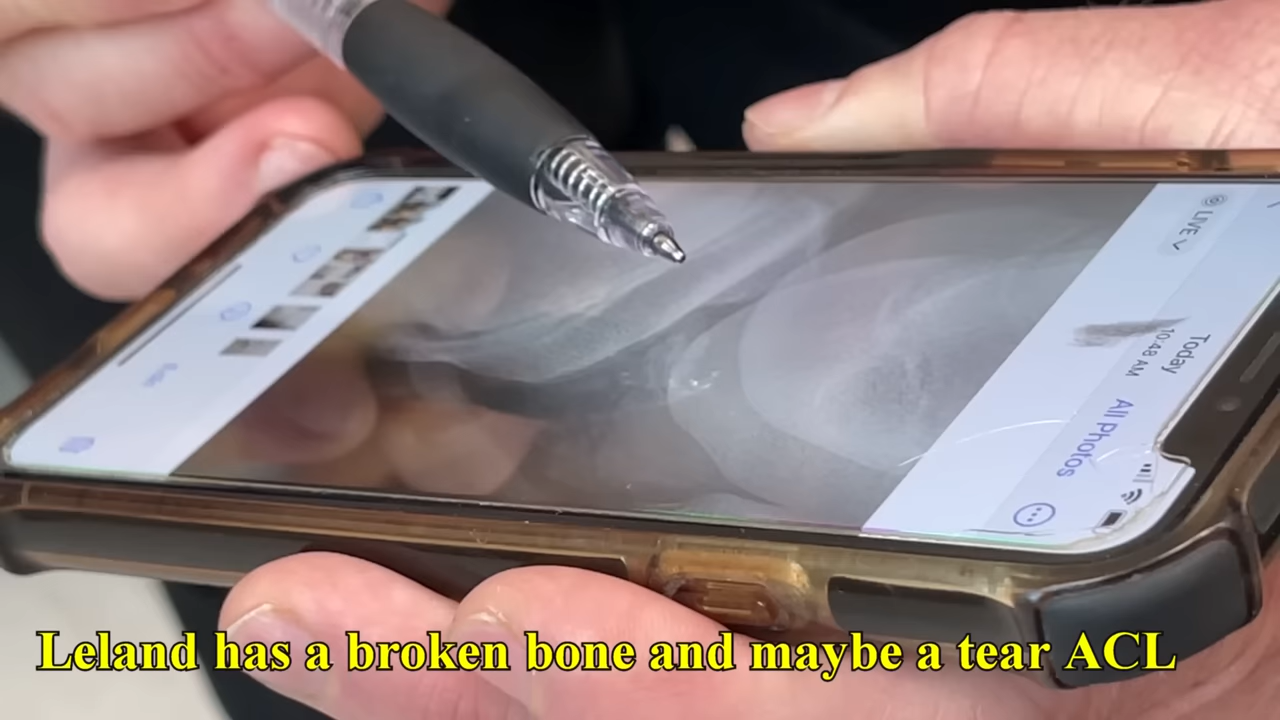 LIVE
Today
10:48 AM
All Photos
Leland has a broken bone and maybe a tear ACL